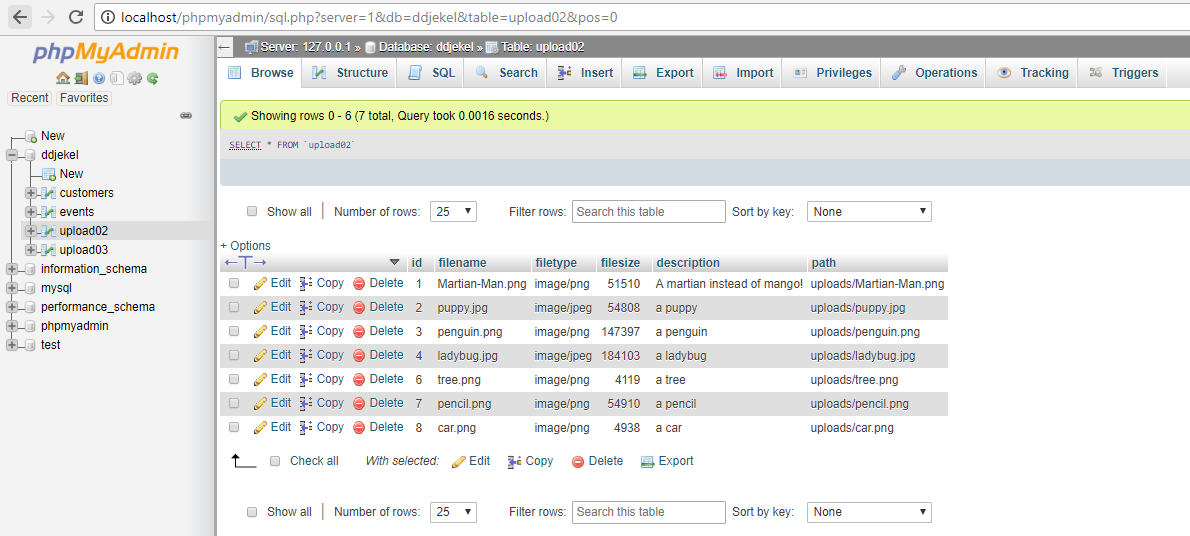 localhost/phpmyadmin/sql.php?server=1&db=ddjekel&table=upload02&pos=0
phpMyAdmin
Recent Favorites
New
ddjekel
New
customers
events
upload02
upload03
information_schema
mysql
performance_schema
phpmyadmin
test
Server: 127.0.0.1 » Database: ddjekel » Table: upload02
Browse Structure SQL Search Insert Export Import Privileges Operations Tracking Triggers
Showing rows 0 - 6 (7 total, Query took 0.0016 seconds.)
SELECT * FROM `upload02`
Show all Number of rows: 25 Filter rows: Search this table Sort by key: None
+ Options
id filename filetype filesize description path
Edit Copy Delete 1 Martian-Man.png image/png 51510 A martian instead of mango! uploads/Martian-Man.png
Edit Copy Delete 2 puppy.jpg image/jpeg 54808 a puppy uploads/puppy.jpg
Edit Copy Delete 3 penguin.png image/png 147397 a penguin uploads/penguin.png
Edit Copy Delete 4 ladybug.jpg image/jpeg 184103 a ladybug uploads/ladybug.jpg
Edit Copy Delete 6 tree.png image/png 4119 a tree uploads/tree.png
Edit Copy Delete 7 pencil.png image/png 54910 a pencil uploads/pencil.png
Edit Copy Delete 8 car.png image/png 4938 a car uploads/car.png
Check all With selected: Edit Copy Delete Export
Show all Number of rows: 25 Filter rows: Search this table Sort by key: None